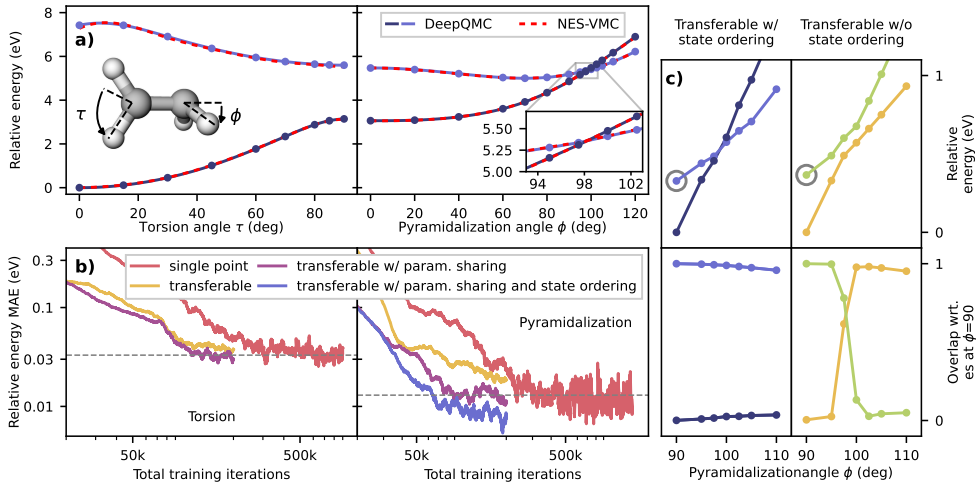 8
6
4
2
0
Relative energy (eV)
a)
τ
ϕ
0 20 40 60 80
Torsion angle τ (deg)
DeepQMC NES-VMC
5.50
5.25
5.00
94 98 102
0 20 40 60 80 100 120
Pyramidalization angle ϕ (deg)
b)
Relative energy MAE (eV)
0.3
0.1
0.03
0.01
single point
transferable
transferable w/ param. sharing
transferable w/ param. sharing and state ordering
Torsion
Pyramidalization
50k 500k
50k 500k
Total training iterations
Total training iterations
Transferable w/
state ordering
Transferable w/o
state ordering
c)
1
0
Relative
energy (eV)
1
0
Overlap wrt.
es at ϕ=90
90 100 110
90 100 110
Pyramidalizationangle ϕ (deg)